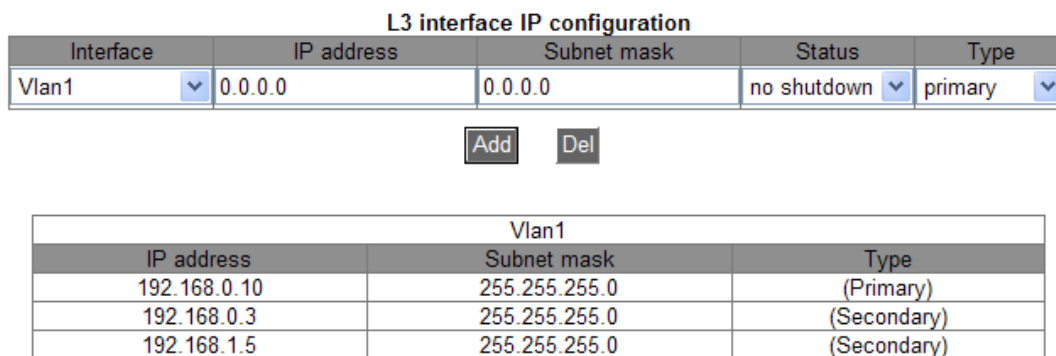 L3 interface IP configuration
Interface IP address Subnet mask Status Type
Vlan1 0.0.0.0 0.0.0.0 no shutdown primary
Add Del
Vlan1
IP address Subnet mask Type
192.168.0.10 255.255.255.0 (Primary)
192.168.0.3 255.255.255.0 (Secondary)
192.168.1.5 255.255.255.0 (Secondary)